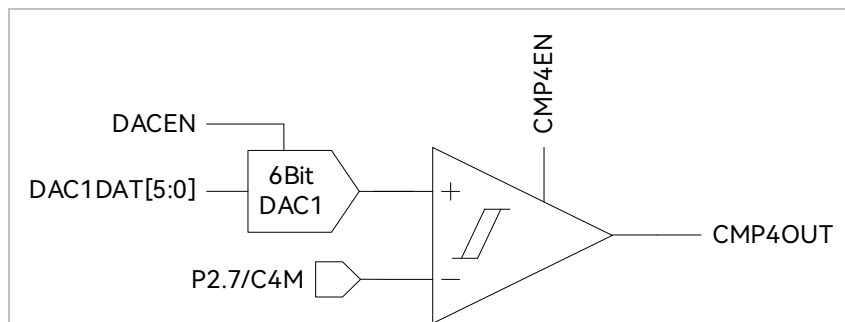 CMP4EN
DACEN
6Bit
DAC1
DAC1DAT[5:0]
+
CMP4OUT
P2.7/C4M
−